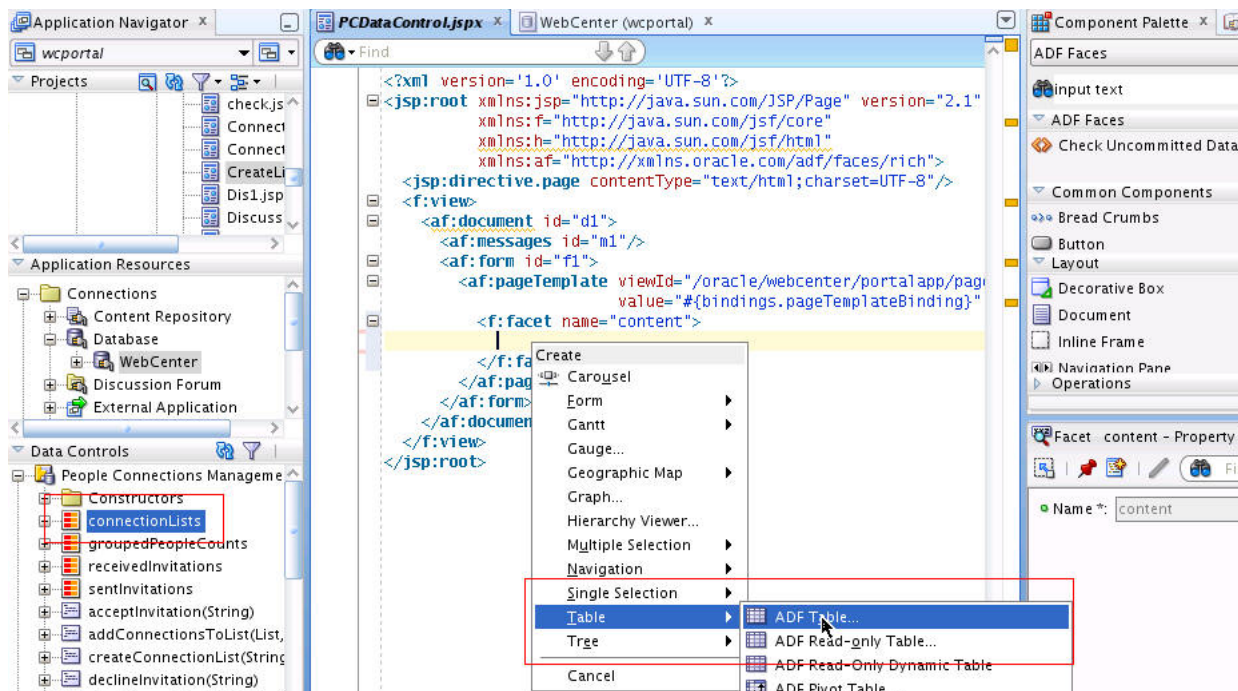 Application Navigator x
wcportal
Projects
check.js
Connect
Connect
CreateLi
Dis1.jsp
Discuss
Application Resources
Connections
Content Repository
Database
WebCenter
Discussion Forum
External Application
Data Controls
People Connections Manageme
Constructors
connectionLists
groupedPeopleCounts
receivedInvitations
sentInvitations
acceptInvitation(String)
addConnectionsToList(List,
createConnectionList(String
declineInvitation(String)
PCDataControl.jspx x
WebCenter (wcportal) x
Find
<?xml version='1.0' encoding='UTF-8'?>
<jsp:root xmlns:jsp="http://java.sun.com/JSP/Page" version="2.1"
xmlns:f="http://java.sun.com/jsf/core"
xmlns:h="http://java.sun.com/jsf/html"
xmlns:af="http://xmlns.oracle.com/adf/faces/rich">
<jsp:directive.page contentType="text/html;charset=UTF-8"/>
<f:view>
<af:document id="d1">
<af:messages id="m1"/>
<af:form id="f1">
<af:pageTemplate viewId="/oracle/webcenter/portalapp/page
value="#{bindings.pageTemplateBinding}"
<f:facet name="content">
</f:fa
</af:pag
</af:form>
</af:documen
</f:view>
</jsp:root>
Create
Carousel
Form
Gantt
Gauge...
Geographic Map
Graph...
Hierarchy Viewer...
Multiple Selection
Navigation
Single Selection
Table
Tree
Cancel
ADF Table...
ADF Read-only Table...
ADF Read-Only Dynamic Table
ADF Pivot Table...
Component Palette x
ADF Faces
input text
ADF Faces
Check Uncommitted Data
Common Components
Bread Crumbs
Button
Layout
Decorative Box
Document
Inline Frame
Navigation Pane
Operations
Facet content - Property
Fi
Name *: content